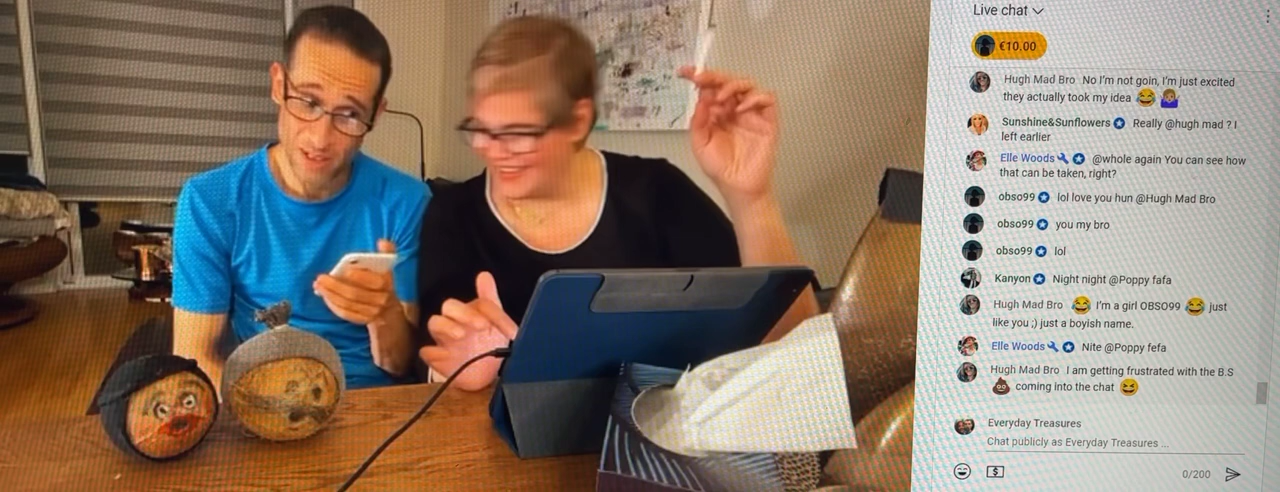 Live chat
€10.00
Hugh Mad Bro No I'm not goin, I'm just excited
they actually took my idea 😂 🤷🏼‍♀️
Sunshine&Sunflowers Really @hugh mad ? I
left earlier
Elle Woods @whole again You can see how
that can be taken, right?
obso99 lol love you hun @Hugh Mad Bro
obso99 you my bro
obso99 lol
Kanyon Night night @Poppy fafa
Hugh Mad Bro 😂 I'm a girl OBSO99 😂 just
like you ;) just a boyish name.
Elle Woods Nite @Poppy fefa
Hugh Mad Bro I am getting frustrated with the B.S
💩 coming into the chat 😆
Everyday Treasures
Chat publicly as Everyday Treasures ...
0/200